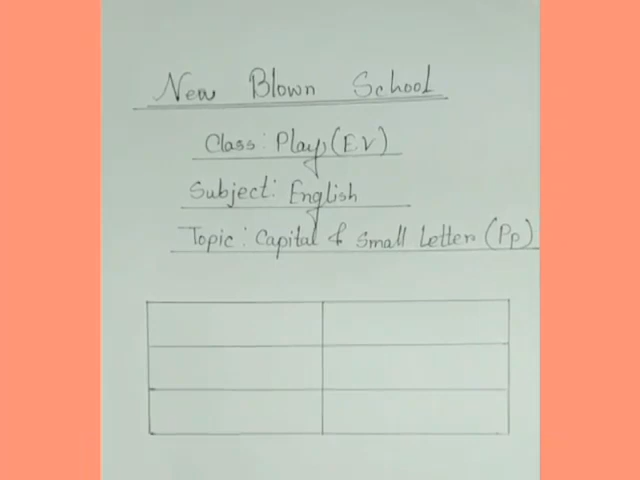 New Blown School
Class: Play (E.V)
Subject: English
Topic: Capital & Small Letter (Pp)